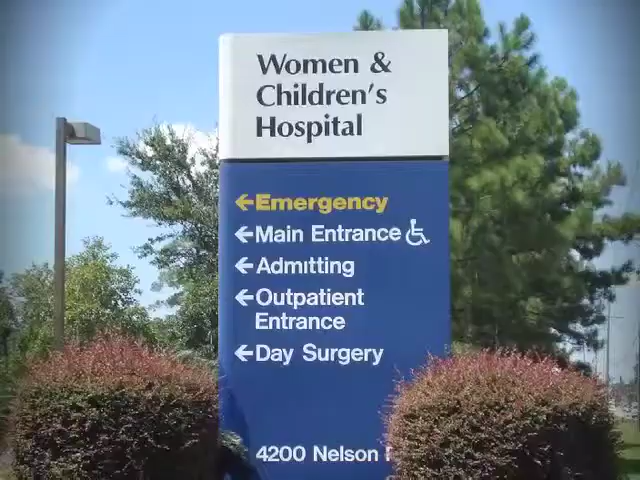 Women &
Children's
Hospital
←Emergency
←Main Entrance
←Admitting
←Outpatient
Entrance
←Day Surgery
4200 Nelson